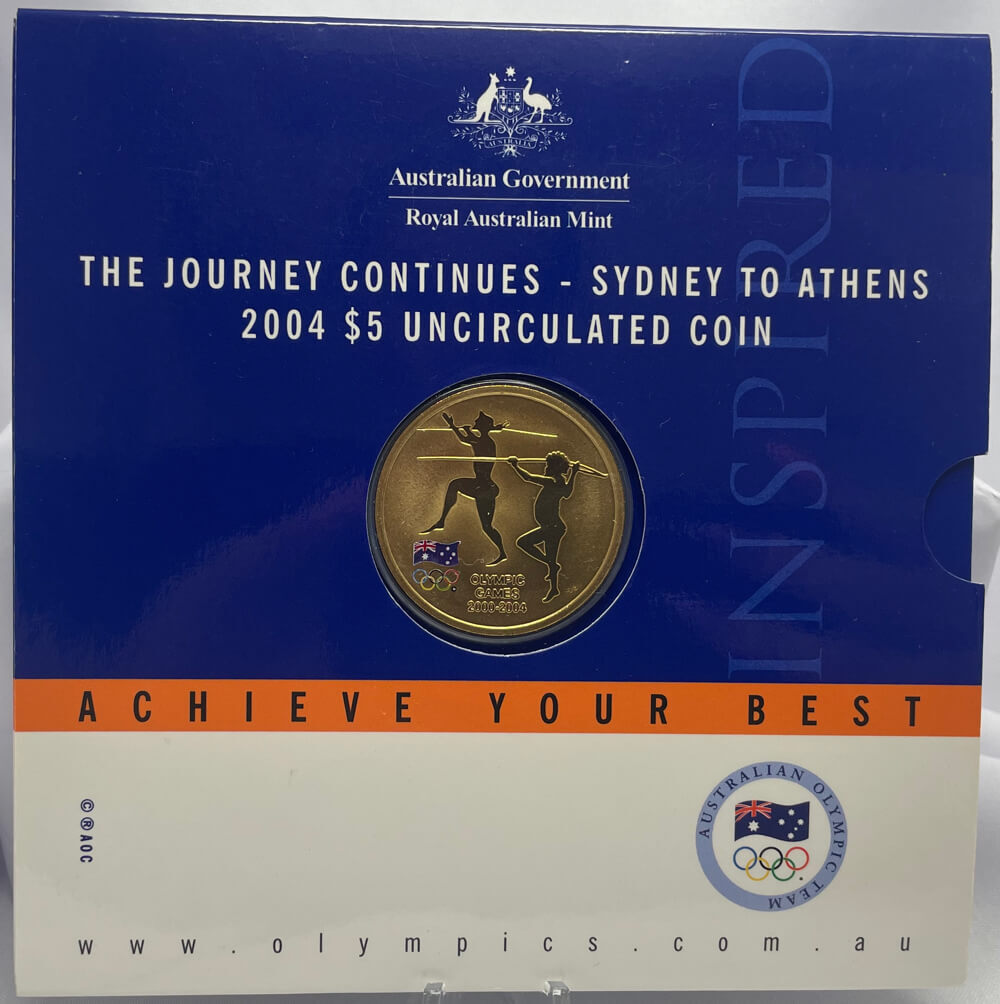 AUSTRALIA
Australian Government
Royal Australian Mint
THE JOURNEY CONTINUES - SYDNEY TO ATHENS
2004 $5 UNCIRCULATED COIN
INSPIRED
OLYMPIC
GAMES
2000-2004
ACHIEVE YOUR BEST
©®AOC
AUSTRALIAN OLYMPIC TEAM
www.olympics.com.au